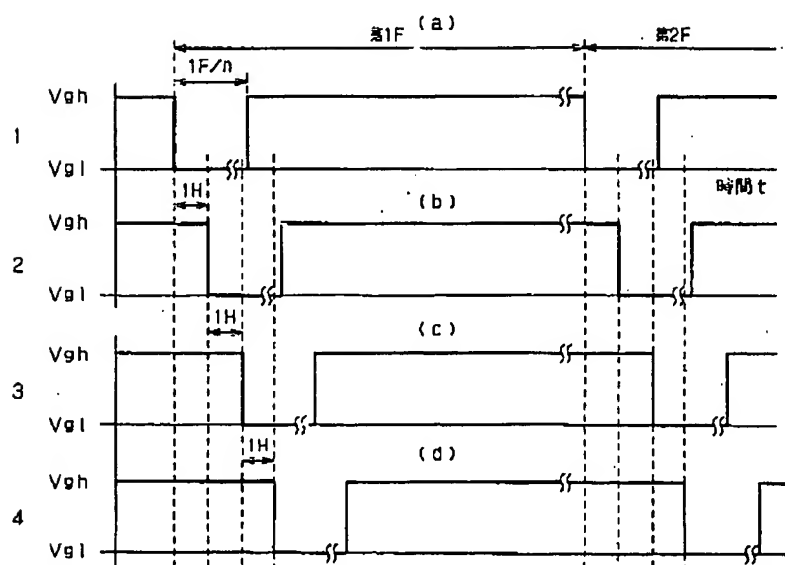 (a)
第1F 第2F
1F/n
Vgh
1
Vgl
1H
時間t
(b)
Vgh
2
Vgl
1H
(c)
Vgh
3
Vgl
1H
(d)
Vgh
4
Vgl